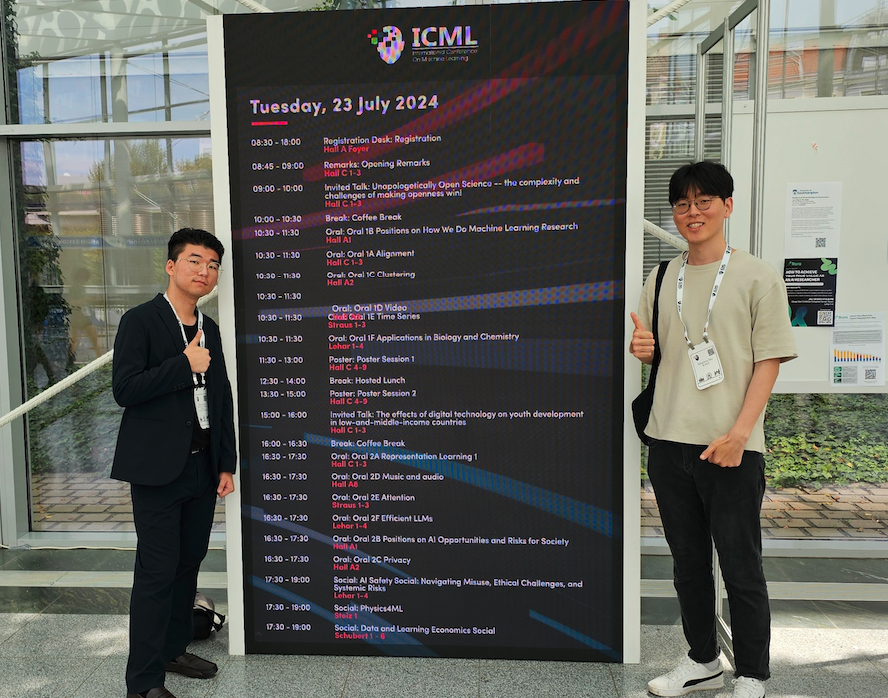 ICML
International Conference
On Machine Learning
Tuesday, 23 July 2024
08:30 - 18:00 Registration Desk: Registration
Hall A Foyer
08:45 - 09:00 Remarks: Opening Remarks
Hall C 1-3
09:00 - 10:00 Invited Talk: Unapologetically Open Science -- the complexity and
challenges of making openness win!
Hall C 1-3
10:00 - 10:30 Break: Coffee Break
10:30 - 11:30 Oral: Oral 1B Positions on How We Do Machine Learning Research
Hall A1
10:30 - 11:30 Oral: Oral 1A Alignment
Hall C 1-3
10:30 - 11:30 Oral: Oral 1C Clustering
Hall A2
10:30 - 11:30
Oral: Oral 1D Video
10:30 - 11:30 Oral: Oral 1E Time Series
Straus 1-3
10:30 - 11:30 Oral: Oral 1F Applications in Biology and Chemistry
Lehar 1-4
11:30 - 13:00 Poster: Poster Session 1
Hall C 4-9
12:30 - 14:00 Break: Hosted Lunch
13:30 - 15:00 Poster: Poster Session 2
Hall C 4-9
15:00 - 16:00 Invited Talk: The effects of digital technology on youth development
in low-and-middle-income countries
Hall C 1-3
16:00 - 16:30 Break: Coffee Break
16:30 - 17:30 Oral: Oral 2A Representation Learning 1
Hall C 1-3
16:30 - 17:30 Oral: Oral 2D Music and audio
Hall A8
16:30 - 17:30 Oral: Oral 2E Attention
Straus 1-3
16:30 - 17:30 Oral: Oral 2F Efficient LLMs
Lehar 1-4
16:30 - 17:30 Oral: Oral 2B Positions on AI Opportunities and Risks for Society
Hall A1
16:30 - 17:30 Oral: Oral 2C Privacy
Hall A2
17:30 - 19:00 Social: AI Safety Social: Navigating Misuse, Ethical Challenges, and
Systemic Risks
Lehar 1-4
17:30 - 19:00 Social: Physics4ML
Stolz 1
17:30 - 19:00 Social: Data and Learning Economics Social
Schubert 1 - 6
HOW TO ACHIEVE
YOUR
AN AI RESEARCHER